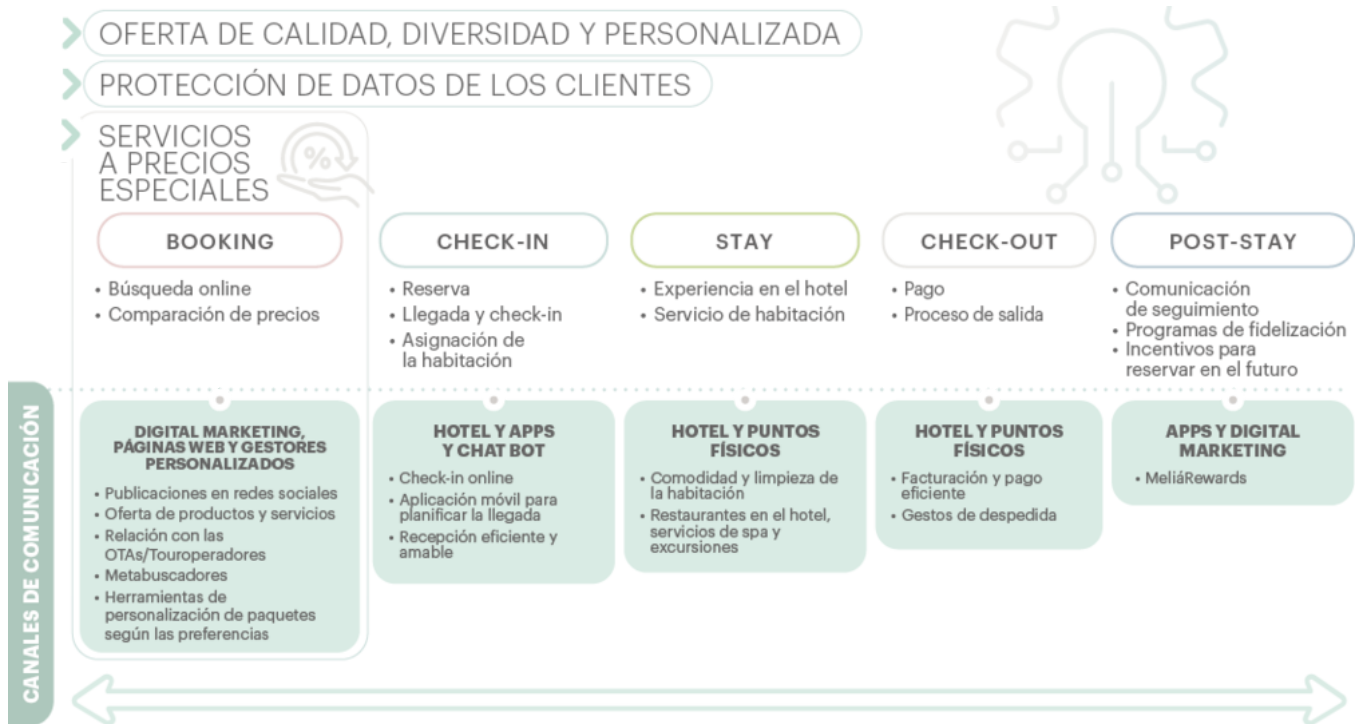 OFERTA DE CALIDAD, DIVERSIDAD Y PERSONALIZADA
PROTECCIÓN DE DATOS DE LOS CLIENTES
SERVICIOS
A PRECIOS
ESPECIALES
%
BOOKING
• Búsqueda online
• Comparación de precios
CHECK-IN
• Reserva
• Llegada y check-in
• Asignación de
la habitación
STAY
• Experiencia en el hotel
• Servicio de habitación
CHECK-OUT
• Pago
• Proceso de salida
POST-STAY
• Comunicación
de seguimiento
• Programas de fidelización
• Incentivos para
reservar en el futuro
CANALES DE COMUNICACIÓN
DIGITAL MARKETING,
PÁGINAS WEB Y GESTORES
PERSONALIZADOS
• Publicaciones en redes sociales
• Oferta de productos y servicios
• Relación con las
OTAs/Touroperadores
• Metabuscadores
• Herramientas de
personalización de paquetes
según las preferencias
HOTEL Y APPS
Y CHAT BOT
• Check-in online
• Aplicación móvil para
planificar la llegada
• Recepción eficiente y
amable
HOTEL Y PUNTOS
FÍSICOS
• Comodidad y limpieza de
la habitación
• Restaurantes en el hotel,
servicios de spa y
excursiones
HOTEL Y PUNTOS
FÍSICOS
• Facturación y pago
eficiente
• Gestos de despedida
APPS Y DIGITAL
MARKETING
• MeliáRewards